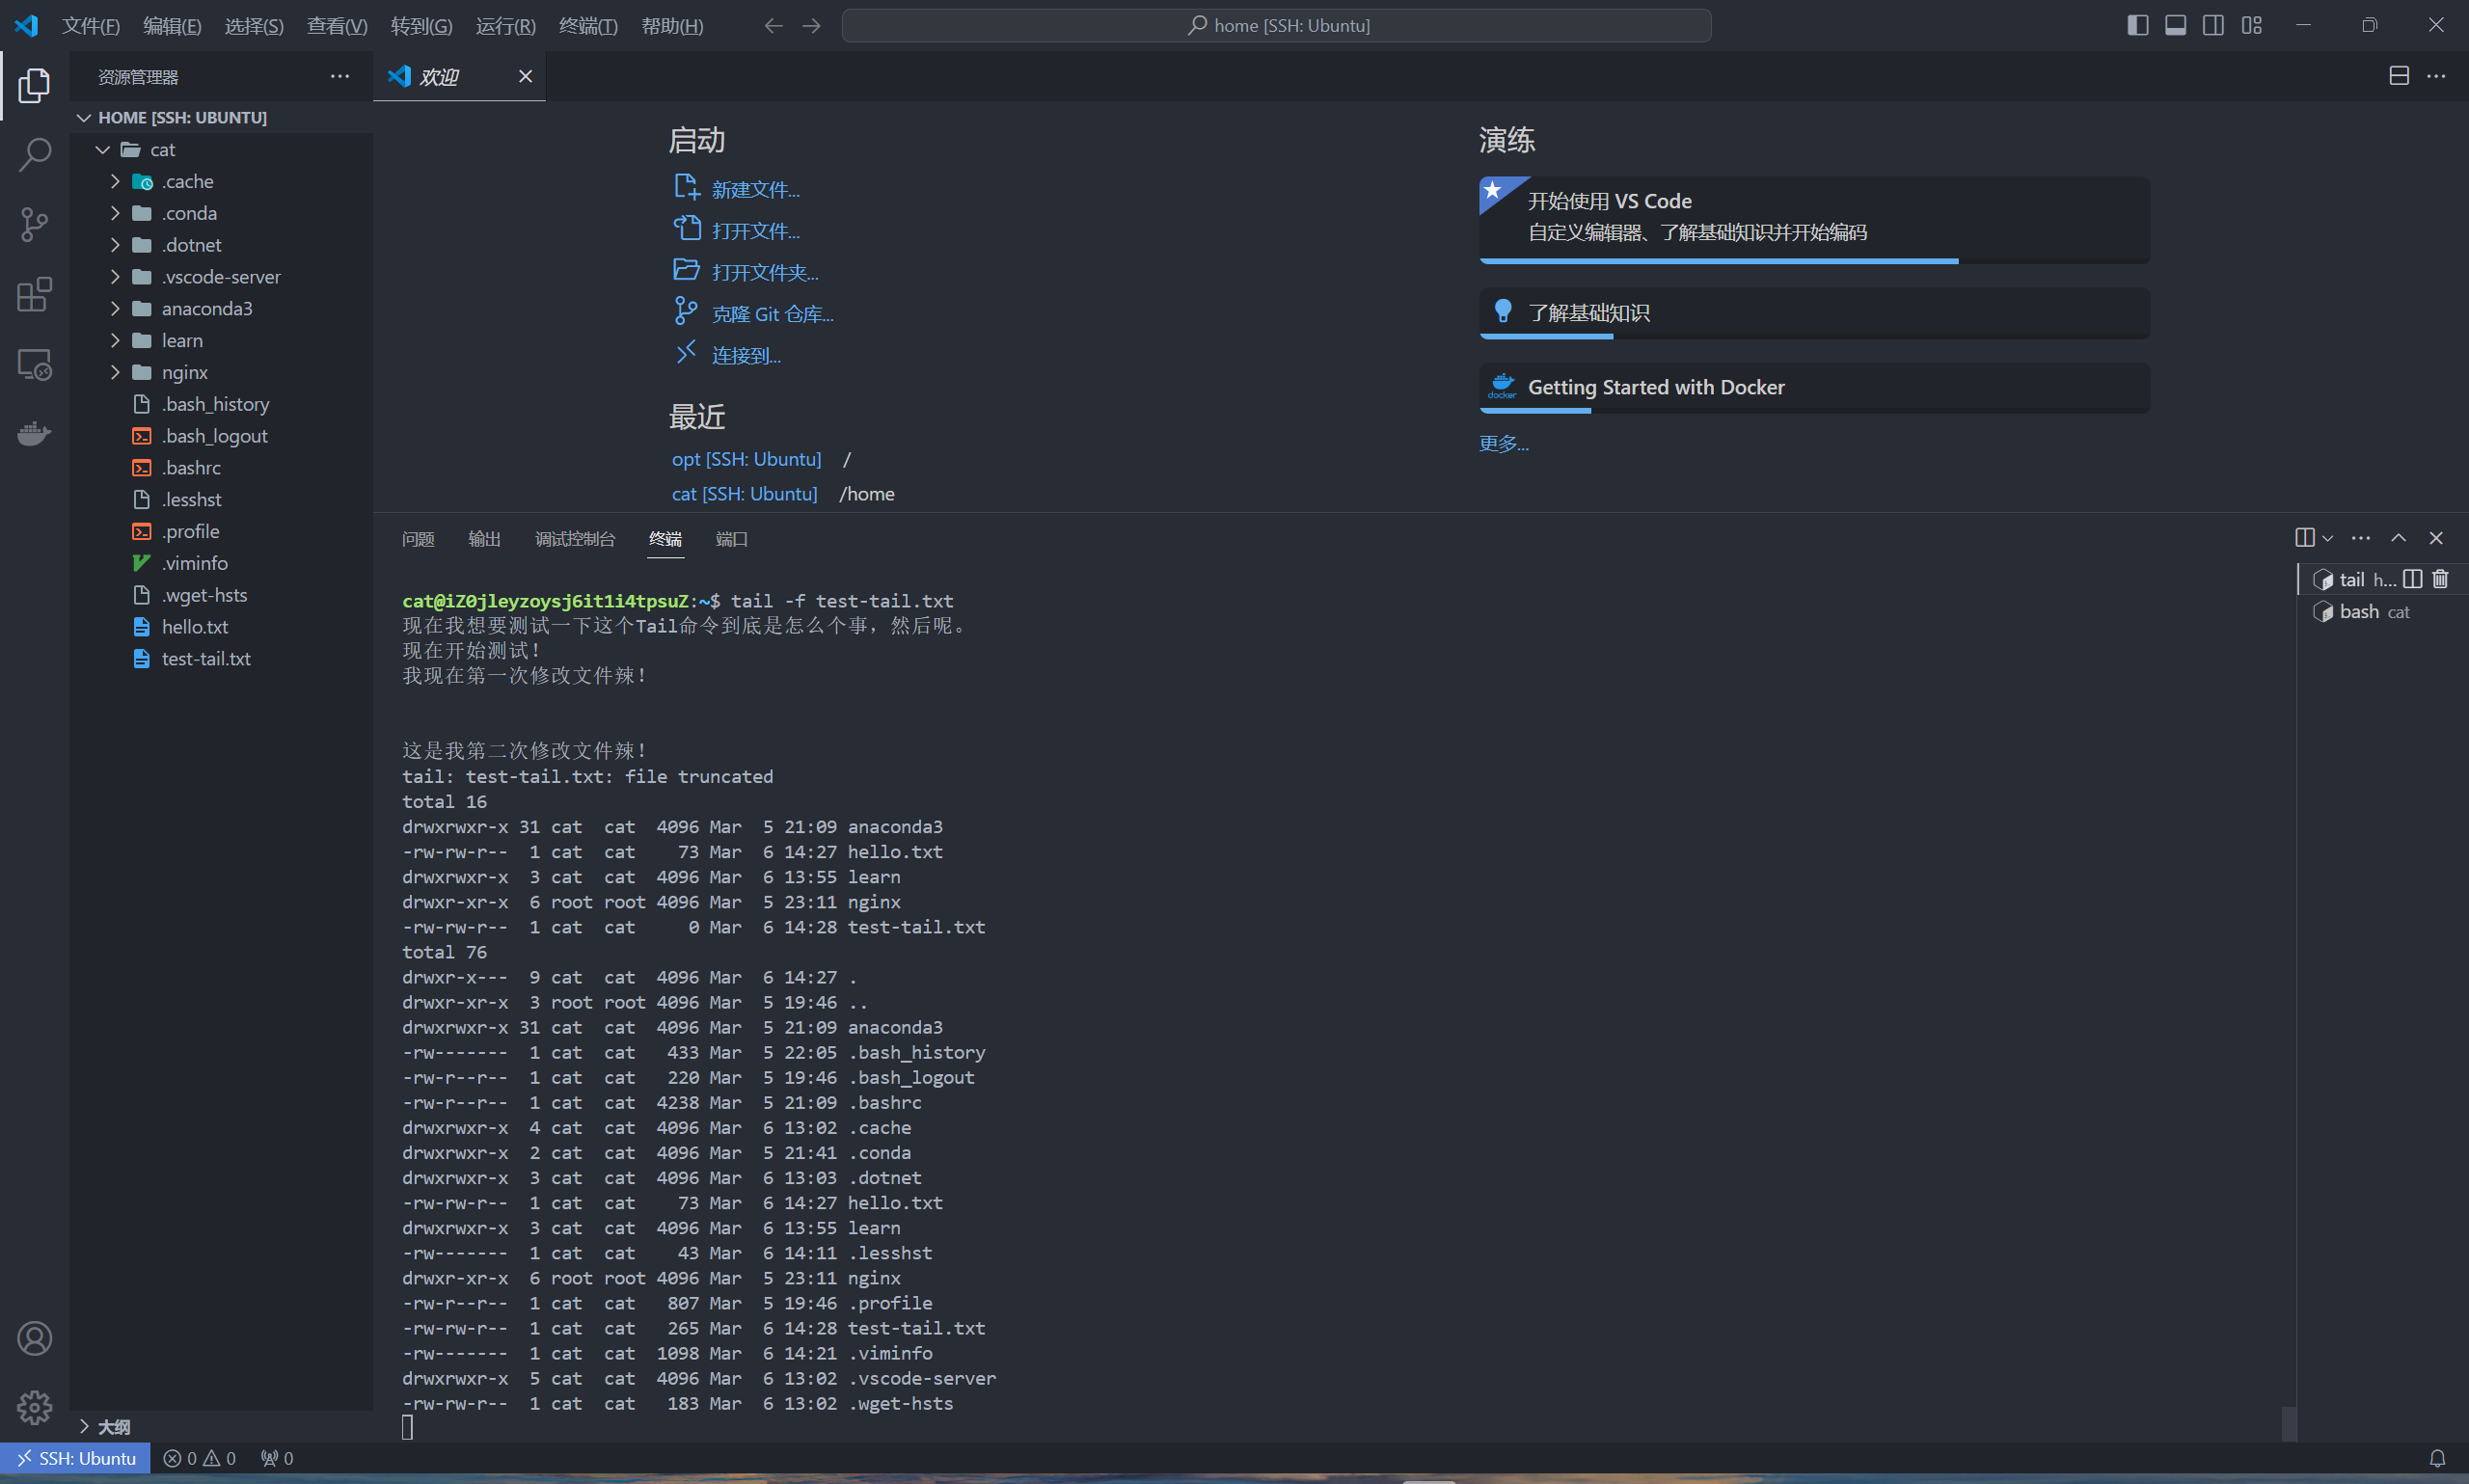 文件(F) 编辑(E) 选择(S) 查看(V) 转到(G) 运行(R) 终端(T) 帮助(H) home [SSH: Ubuntu]
资源管理器
欢迎
HOME [SSH: UBUNTU]
cat
.cache
.conda
.dotnet
.vscode-server
anaconda3
learn
nginx
.bash_history
.bash_logout
.bashrc
.lesshst
.profile
.viminfo
.wget-hsts
hello.txt
test-tail.txt
大纲
启动
新建文件...
打开文件...
打开文件夹...
克隆 Git 仓库...
连接到...
最近
opt [SSH: Ubuntu] /
cat [SSH: Ubuntu] /home
演练
开始使用 VS Code
自定义编辑器、了解基础知识并开始编码
了解基础知识
docker
Getting Started with Docker
更多...
问题 输出 调试控制台 终端 端口
cat@iZ0jleyzoysj6it1i4tpsuZ:~$ tail -f test-tail.txt
现在我想要测试一下这个Tail命令到底是怎么个事，然后呢。
现在开始测试！
我现在第一次修改文件辣！
这是我第二次修改文件辣！
tail: test-tail.txt: file truncated
total 16
drwxrwxr-x 31 cat  cat  4096 Mar  5 21:09 anaconda3
-rw-rw-r--  1 cat  cat    73 Mar  6 14:27 hello.txt
drwxrwxr-x  3 cat  cat  4096 Mar  6 13:55 learn
drwxr-xr-x  6 root root 4096 Mar  5 23:11 nginx
-rw-rw-r--  1 cat  cat     0 Mar  6 14:28 test-tail.txt
total 76
drwxr-x---  9 cat  cat  4096 Mar  6 14:27 .
drwxr-xr-x  3 root root 4096 Mar  5 19:46 ..
drwxrwxr-x 31 cat  cat  4096 Mar  5 21:09 anaconda3
-rw-------  1 cat  cat   433 Mar  5 22:05 .bash_history
-rw-r--r--  1 cat  cat   220 Mar  5 19:46 .bash_logout
-rw-r--r--  1 cat  cat  4238 Mar  5 21:09 .bashrc
drwxrwxr-x  4 cat  cat  4096 Mar  6 13:02 .cache
drwxrwxr-x  2 cat  cat  4096 Mar  5 21:41 .conda
drwxrwxr-x  3 cat  cat  4096 Mar  6 13:03 .dotnet
-rw-rw-r--  1 cat  cat    73 Mar  6 14:27 hello.txt
drwxrwxr-x  3 cat  cat  4096 Mar  6 13:55 learn
-rw-------  1 cat  cat    43 Mar  6 14:11 .lesshst
drwxr-xr-x  6 root root 4096 Mar  5 23:11 nginx
-rw-r--r--  1 cat  cat   807 Mar  5 19:46 .profile
-rw-rw-r--  1 cat  cat   265 Mar  6 14:28 test-tail.txt
-rw-------  1 cat  cat  1098 Mar  6 14:21 .viminfo
drwxrwxr-x  5 cat  cat  4096 Mar  6 13:02 .vscode-server
-rw-rw-r--  1 cat  cat   183 Mar  6 13:02 .wget-hsts
tail h...
bash cat
SSH: Ubuntu 0 0 0